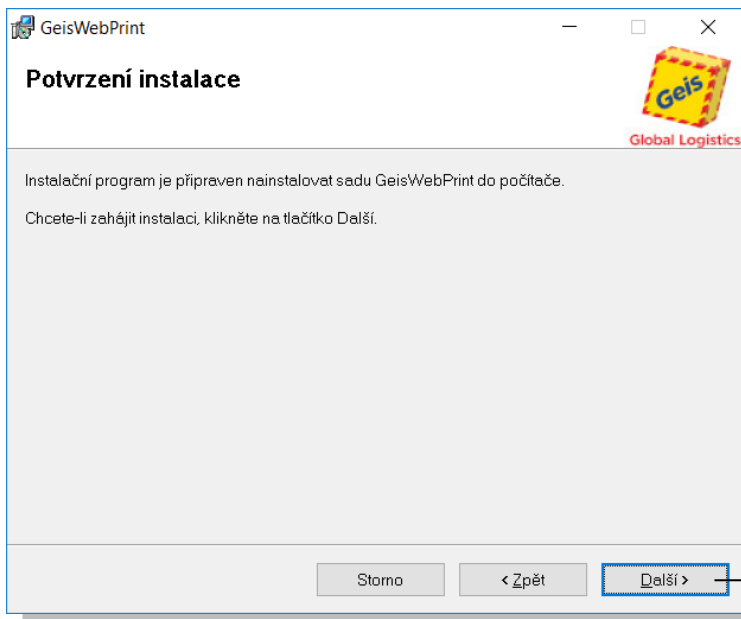 GeisWebPrint
Potvrzení instalace
Geis
Global Logistics
Instalační program je připraven nainstalovat sadu GeisWebPrint do počítače.
Chcete-li zahájit instalaci, klikněte na tlačítko Další.
Storno
< Zpět
Další >